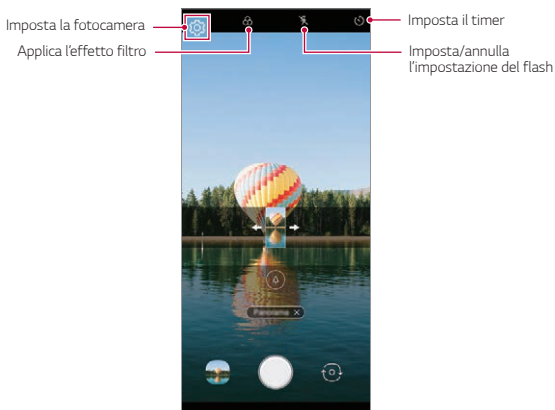 Imposta la fotocamera
Applica l'effetto filtro
Imposta il timer
Imposta/annulla
l'impostazione del flash
Panorama